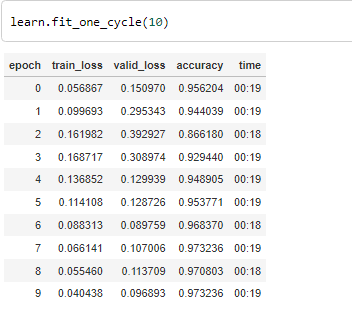 learn.fit_one_cycle(10)
epoch train_loss valid_loss accuracy time
0 0.056867 0.150970 0.956204 00:19
1 0.099693 0.295343 0.944039 00:19
2 0.161982 0.392927 0.866180 00:18
3 0.168717 0.308974 0.929440 00:19
4 0.136852 0.129939 0.948905 00:19
5 0.114108 0.128726 0.953771 00:19
6 0.088313 0.089759 0.968370 00:18
7 0.066141 0.107006 0.973236 00:19
8 0.055460 0.113709 0.970803 00:18
9 0.040438 0.096893 0.973236 00:19